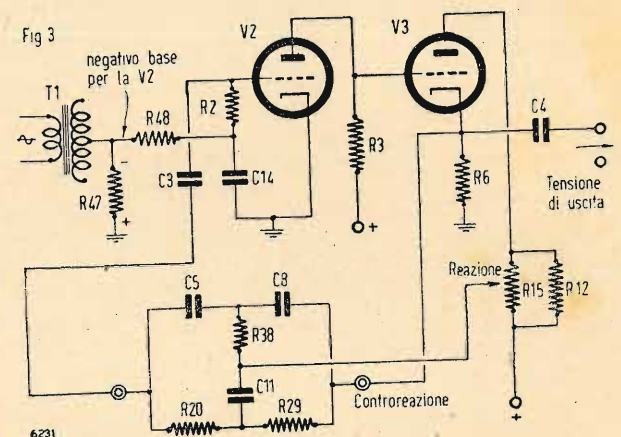 Fig 3
negativo base
per la V2
T1
R48
R47
R2
C3
C14
V2
R3
V3
C4
R6
Tensione
di uscita
Reazione
R15
R12
C5
C8
R38
C11
R20
R29
Controreazione
6231